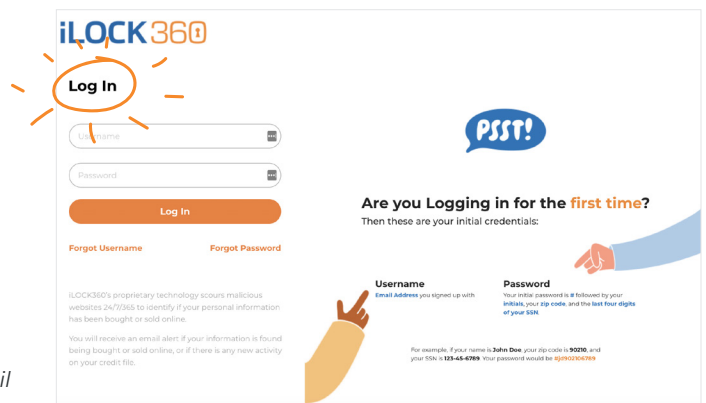 iLOCK360
Log In
Username
Password
Log In
Forgot Username Forgot Password
iLOCK360's proprietary technology scours malicious
websites 24/7/365 to identify if your personal information
has been bought or sold online.
You will receive an email alert if your information is found
being bought or sold online, or if there is any new activity
on your credit file.
il
PSST!
Are you Logging in for the first time?
Then these are your initial credentials:
Username
Email Address you signed up with
Password
Your initial password is # followed by your
initials, your zip code, and the last four digits
of your SSN.
For example, if your name is John Doe, your zip code is 90210, and
your SSN is 123-45-6789. Your password would be #jd902106789